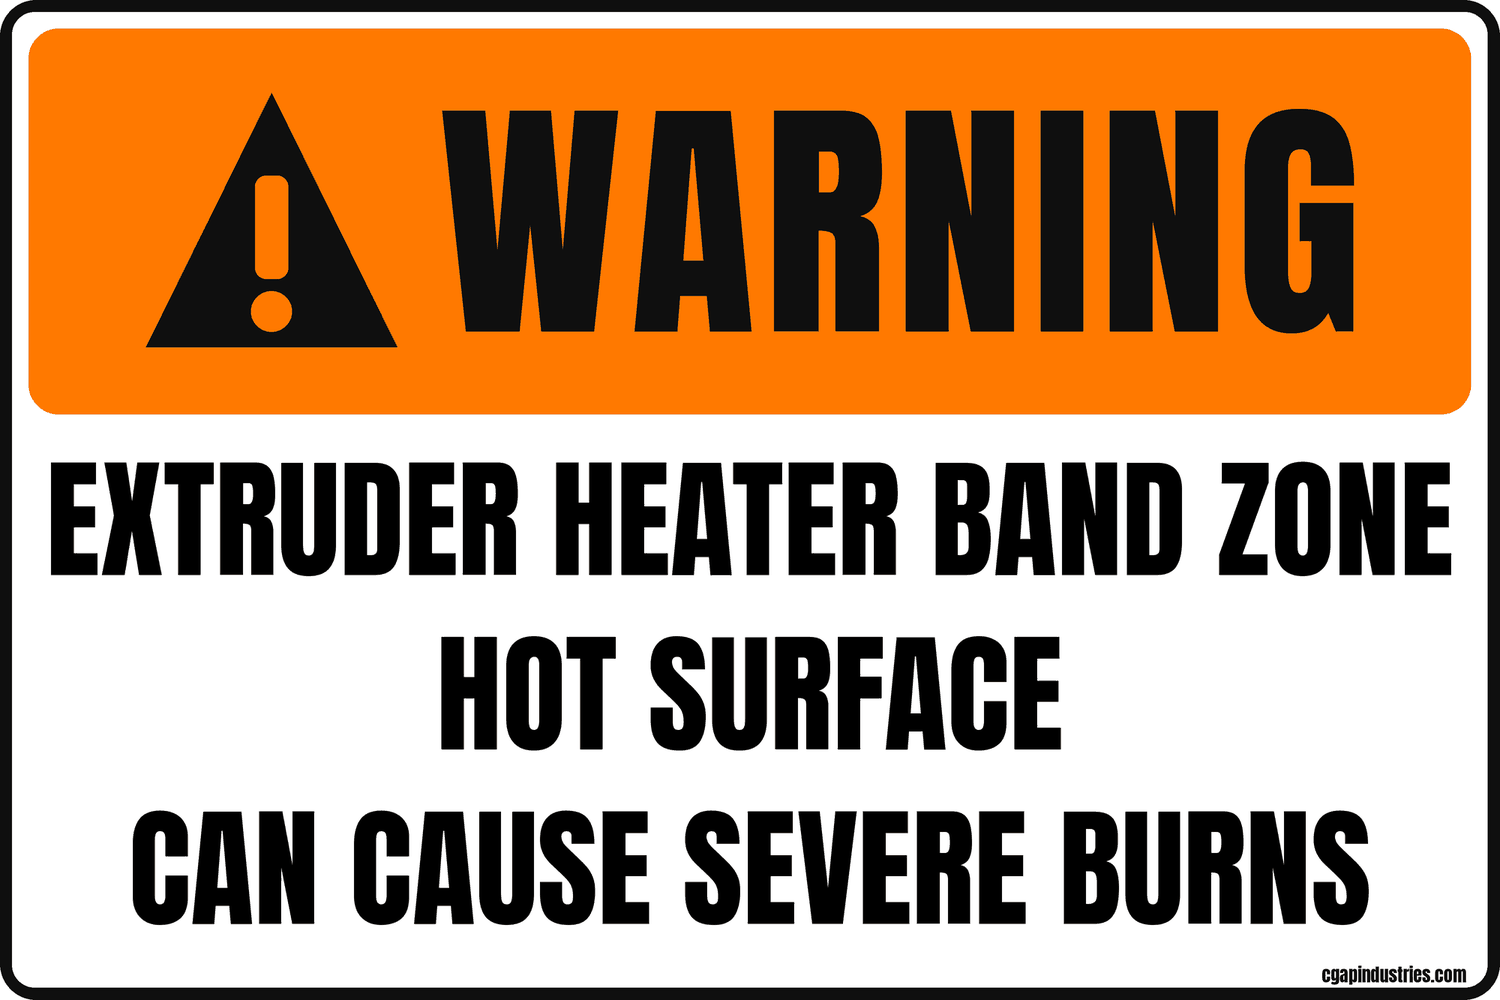 WARNING
EXTRUDER HEATER BAND ZONE
HOT SURFACE
CAN CAUSE SEVERE BURNS
cgapindustries.com